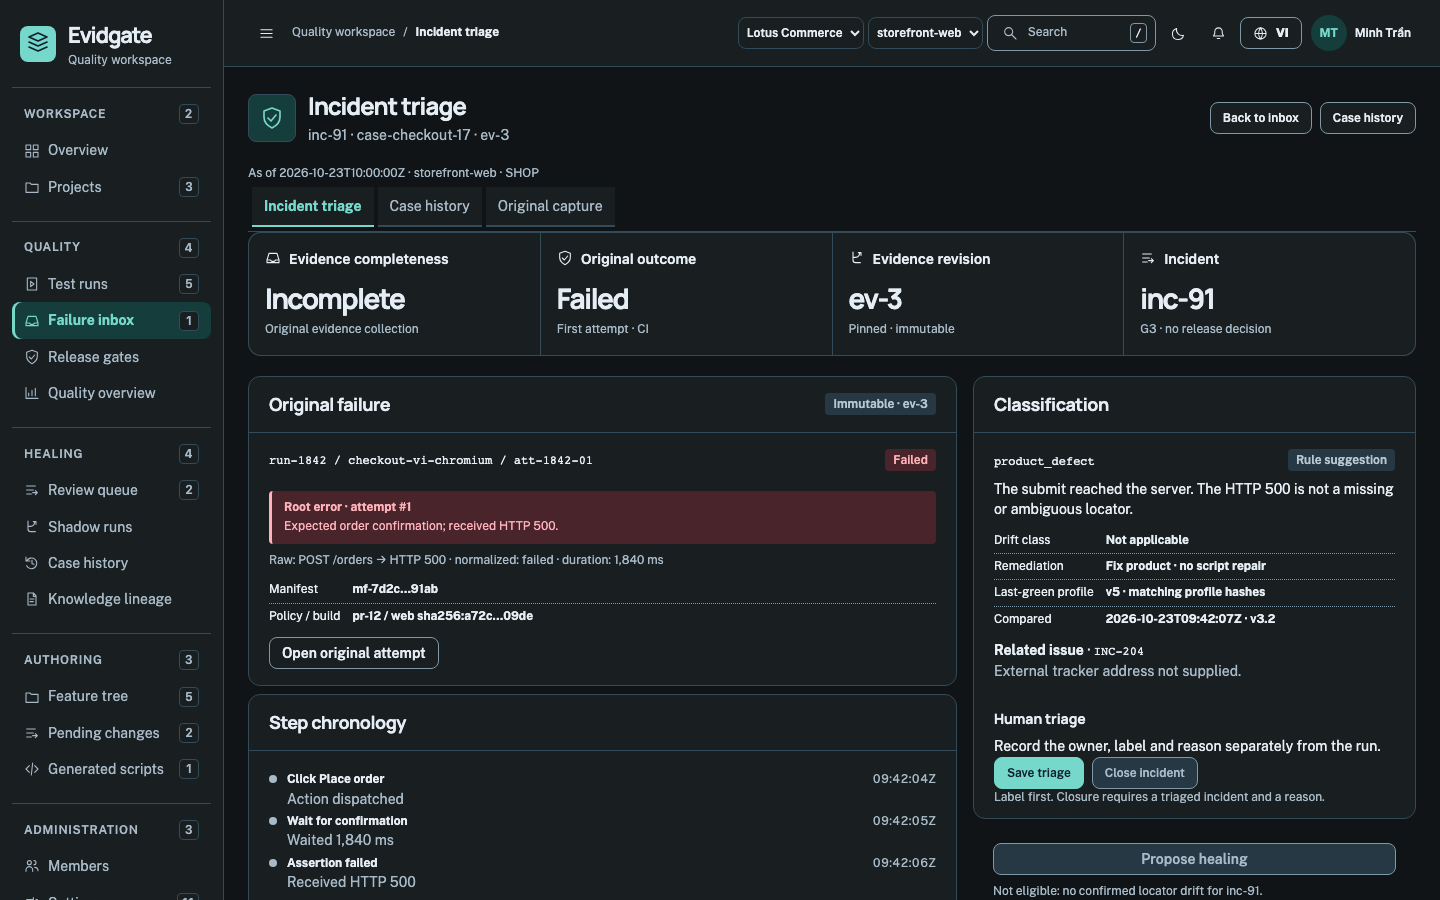 Evidgate
Quality workspace
WORKSPACE 2
Overview
Projects 3
QUALITY 4
Test runs 5
Failure inbox 1
Release gates
Quality overview
HEALING 4
Review queue 2
Shadow runs
Case history
Knowledge lineage
AUTHORING 3
Feature tree 5
Pending changes 2
Generated scripts 1
ADMINISTRATION 3
Members
Quality workspace / Incident triage
Lotus Commerce
storefront-web
Search /
VI
MT Minh Trần
Incident triage
inc-91 · case-checkout-17 · ev-3
Back to inbox
Case history
As of 2026-10-23T10:00:00Z · storefront-web · SHOP
Incident triage
Case history
Original capture
Evidence completeness
Incomplete
Original evidence collection
Original outcome
Failed
First attempt · CI
Evidence revision
ev-3
Pinned · immutable
Incident
inc-91
G3 · no release decision
Original failure
Immutable · ev-3
run-1842 / checkout-vi-chromium / att-1842-01
Failed
Root error · attempt #1
Expected order confirmation; received HTTP 500.
Raw: POST /orders → HTTP 500 · normalized: failed · duration: 1,840 ms
Manifest mf-7d2c…91ab
Policy / build pr-12 / web sha256:a72c…09de
Open original attempt
Step chronology
Click Place order 09:42:04Z
Action dispatched
Wait for confirmation 09:42:05Z
Waited 1,840 ms
Assertion failed 09:42:06Z
Received HTTP 500
Classification
product_defect
Rule suggestion
The submit reached the server. The HTTP 500 is not a missing
or ambiguous locator.
Drift class Not applicable
Remediation Fix product · no script repair
Last-green profile v5 · matching profile hashes
Compared 2026-10-23T09:42:07Z · v3.2
Related issue · INC-204
External tracker address not supplied.
Human triage
Record the owner, label and reason separately from the run.
Save triage
Close incident
Label first. Closure requires a triaged incident and a reason.
Propose healing
Not eligible: no confirmed locator drift for inc-91.